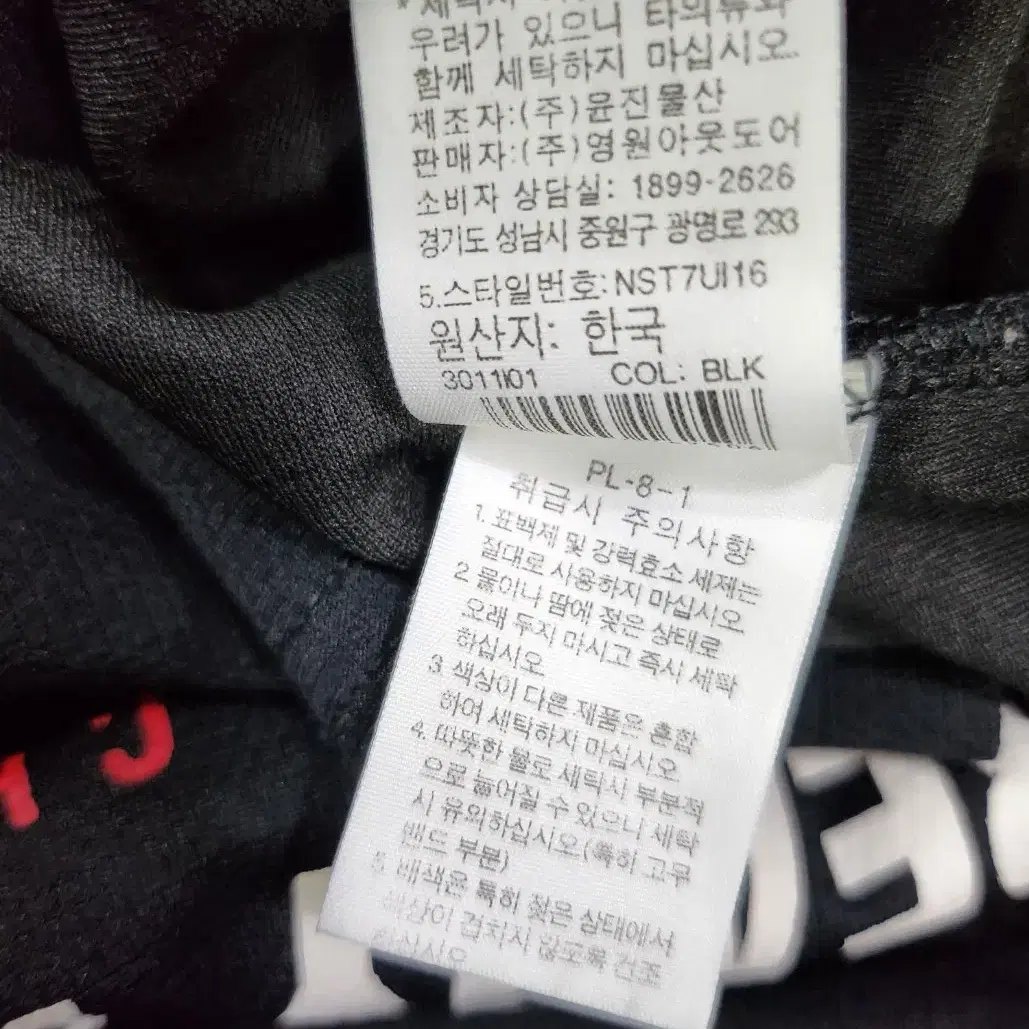 * 세탁시
우려가 있으니 타의류와
함께 세탁하지 마십시오.
제조자:(주)윤진물산
판매자:(주)영원아웃도어
소비자 상담실: 1899-2626
경기도 성남시 중원구 광명로 293
5.스타일번호:NST7UI16
원산지: 한국
3011I01 COL: BLK
PL-8-1
취급시 주의사항
1. 표백제 및 강력효소 세제는
절대로 사용하지 마십시오
2 물이나 땀에 젖은 상태로
오래 두지 마시고 즉시 세탁
하십시오
3 색상이 다른 제품은 혼합
하여 세탁하지 마십시오
4. 따뜻한 물로 세탁시 부분적
으로 늘어질 수 있으니 세탁
시 유의하십시오(특히 고무
밴드 부분)
5. 배색은 특히 젖은 상태에서
색상이 겹치지 않도록 건조
하십시오